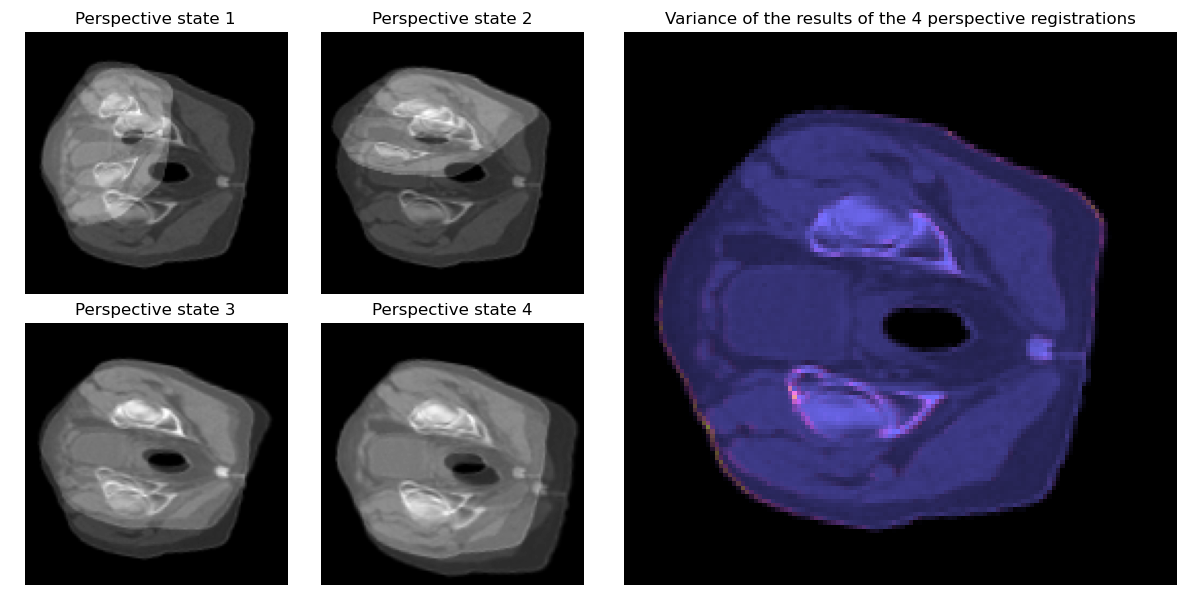 Perspective state 1
Perspective state 2
Variance of the results of the 4 perspective registrations
Perspective state 3
Perspective state 4